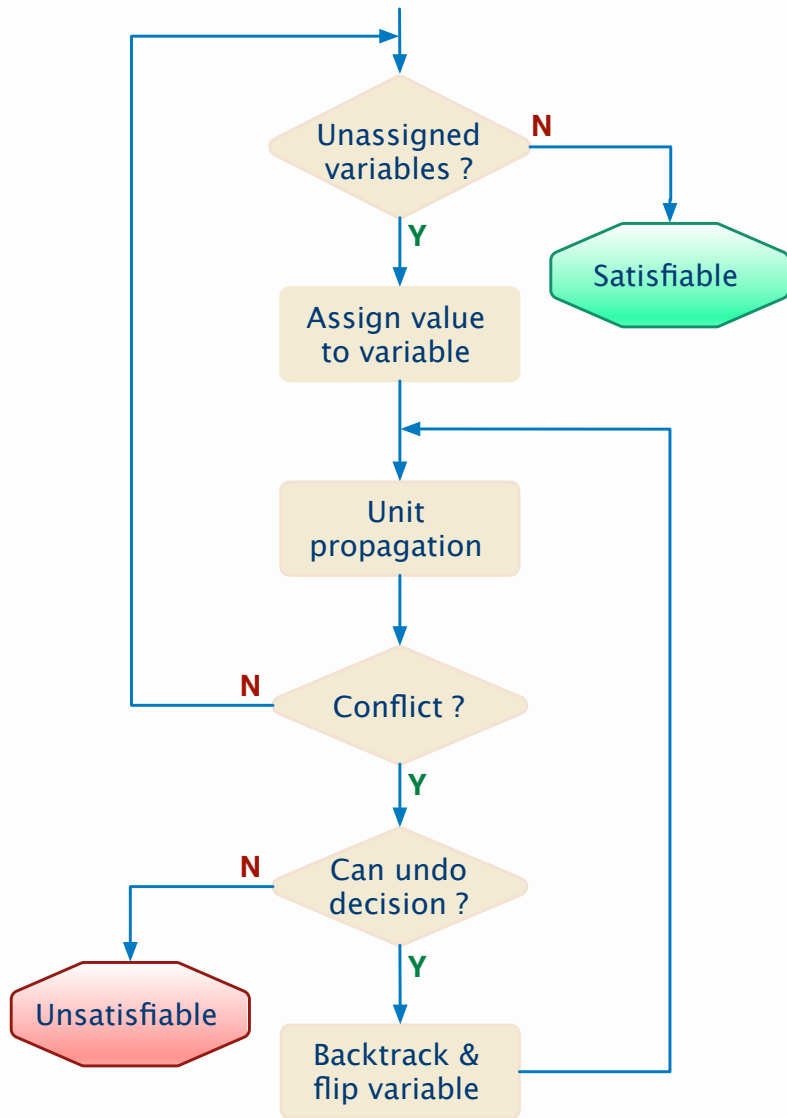 Unassigned
variables ?
N
Y
Satisfiable
Assign value
to variable
Unit
propagation
N
Conflict ?
Y
N
Can undo
decision ?
Y
Unsatisfiable
Backtrack &
flip variable